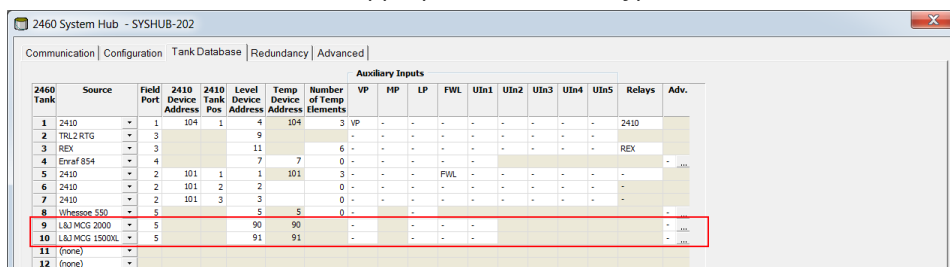 2460 System Hub - SYSHUB-202
X
Communication Configuration Tank Database Redundancy Advanced
Auxiliary Inputs
2460 Tank Source Field Port 2410 Device Address 2410 Tank Pos Level Device Address Temp Device Address Number of Temp Elements VP MP LP FWL UIn1 UIn2 UIn3 UIn4 UIn5 Relays Adv.
1 2410 1 104 1 4 104 3 VP - - - - - - - - 2410
2 TRL2 RTG 3 9 - - - - - - - -
3 REX 3 11 6 - - - - - - - - - REX
4 Enraf 854 4 7 7 0 - - - - - - ...
5 2410 2 101 1 1 101 3 - - - FWL - - - - - -
6 2410 2 101 2 2 0 - - - - - - - - - -
7 2410 2 101 3 3 0 - - - - - - - - - -
8 Whessoe 550 5 5 5 0 - - - ...
9 L&J MCG 2000 5 90 90 - - - - - ...
10 L&J MCG 1500XL 5 91 91 - - - - - ...
11 (none)
12 (none)